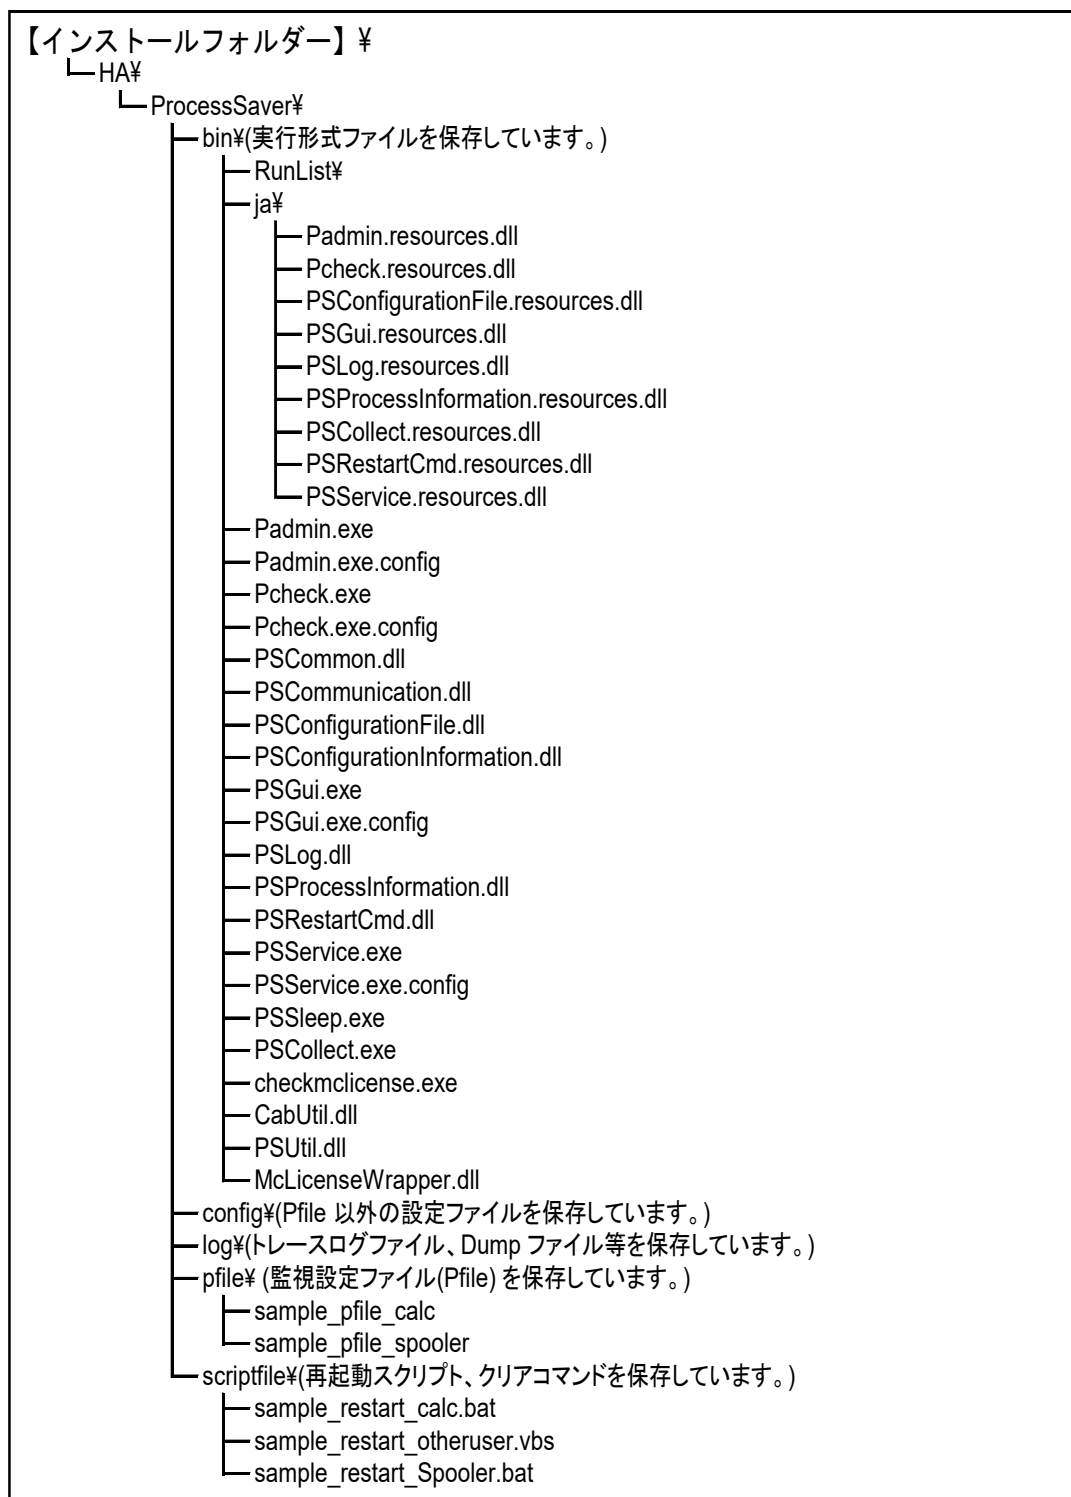 【インストールフォルダー】¥
HA¥
ProcessSaver¥
bin¥(実行形式ファイルを保存しています。)
RunList¥
ja¥
Padmin.resources.dll
Pcheck.resources.dll
PSConfigurationFile.resources.dll
PSGui.resources.dll
PSLog.resources.dll
PSProcessInformation.resources.dll
PSCollect.resources.dll
PSRestartCmd.resources.dll
PSService.resources.dll
Padmin.exe
Padmin.exe.config
Pcheck.exe
Pcheck.exe.config
PSCommon.dll
PSCommunication.dll
PSConfigurationFile.dll
PSConfigurationInformation.dll
PSGui.exe
PSGui.exe.config
PSLog.dll
PSProcessInformation.dll
PSRestartCmd.dll
PSService.exe
PSService.exe.config
PSSleep.exe
PSCollect.exe
checkmclicense.exe
CabUtil.dll
PSUtil.dll
McLicenseWrapper.dll
config¥(Pfile 以外の設定ファイルを保存しています。)
log¥(トレースログファイル、Dump ファイル等を保存しています。)
pfile¥ (監視設定ファイル(Pfile) を保存しています。)
sample_pfile_calc
sample_pfile_spooler
scriptfile¥(再起動スクリプト、クリアコマンドを保存しています。)
sample_restart_calc.bat
sample_restart_otheruser.vbs
sample_restart_Spooler.bat